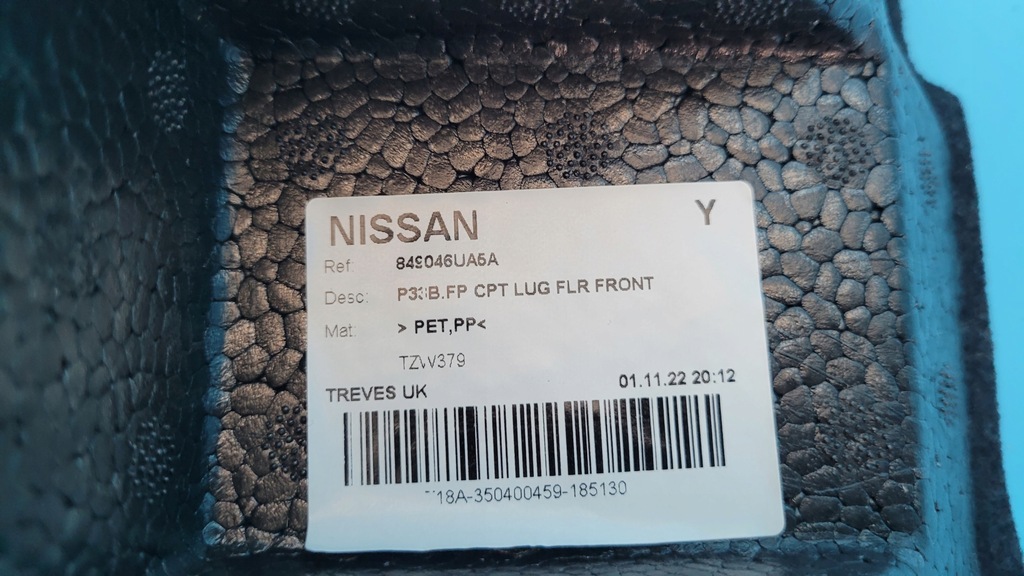 NISSAN Y
Ref: 849046UA5A
Desc: P33B.FP CPT LUG FLR FRONT
Mat: > PET,PP<
TZW379
TREVES UK 01.11.22 20:12
18A-350400459-185130